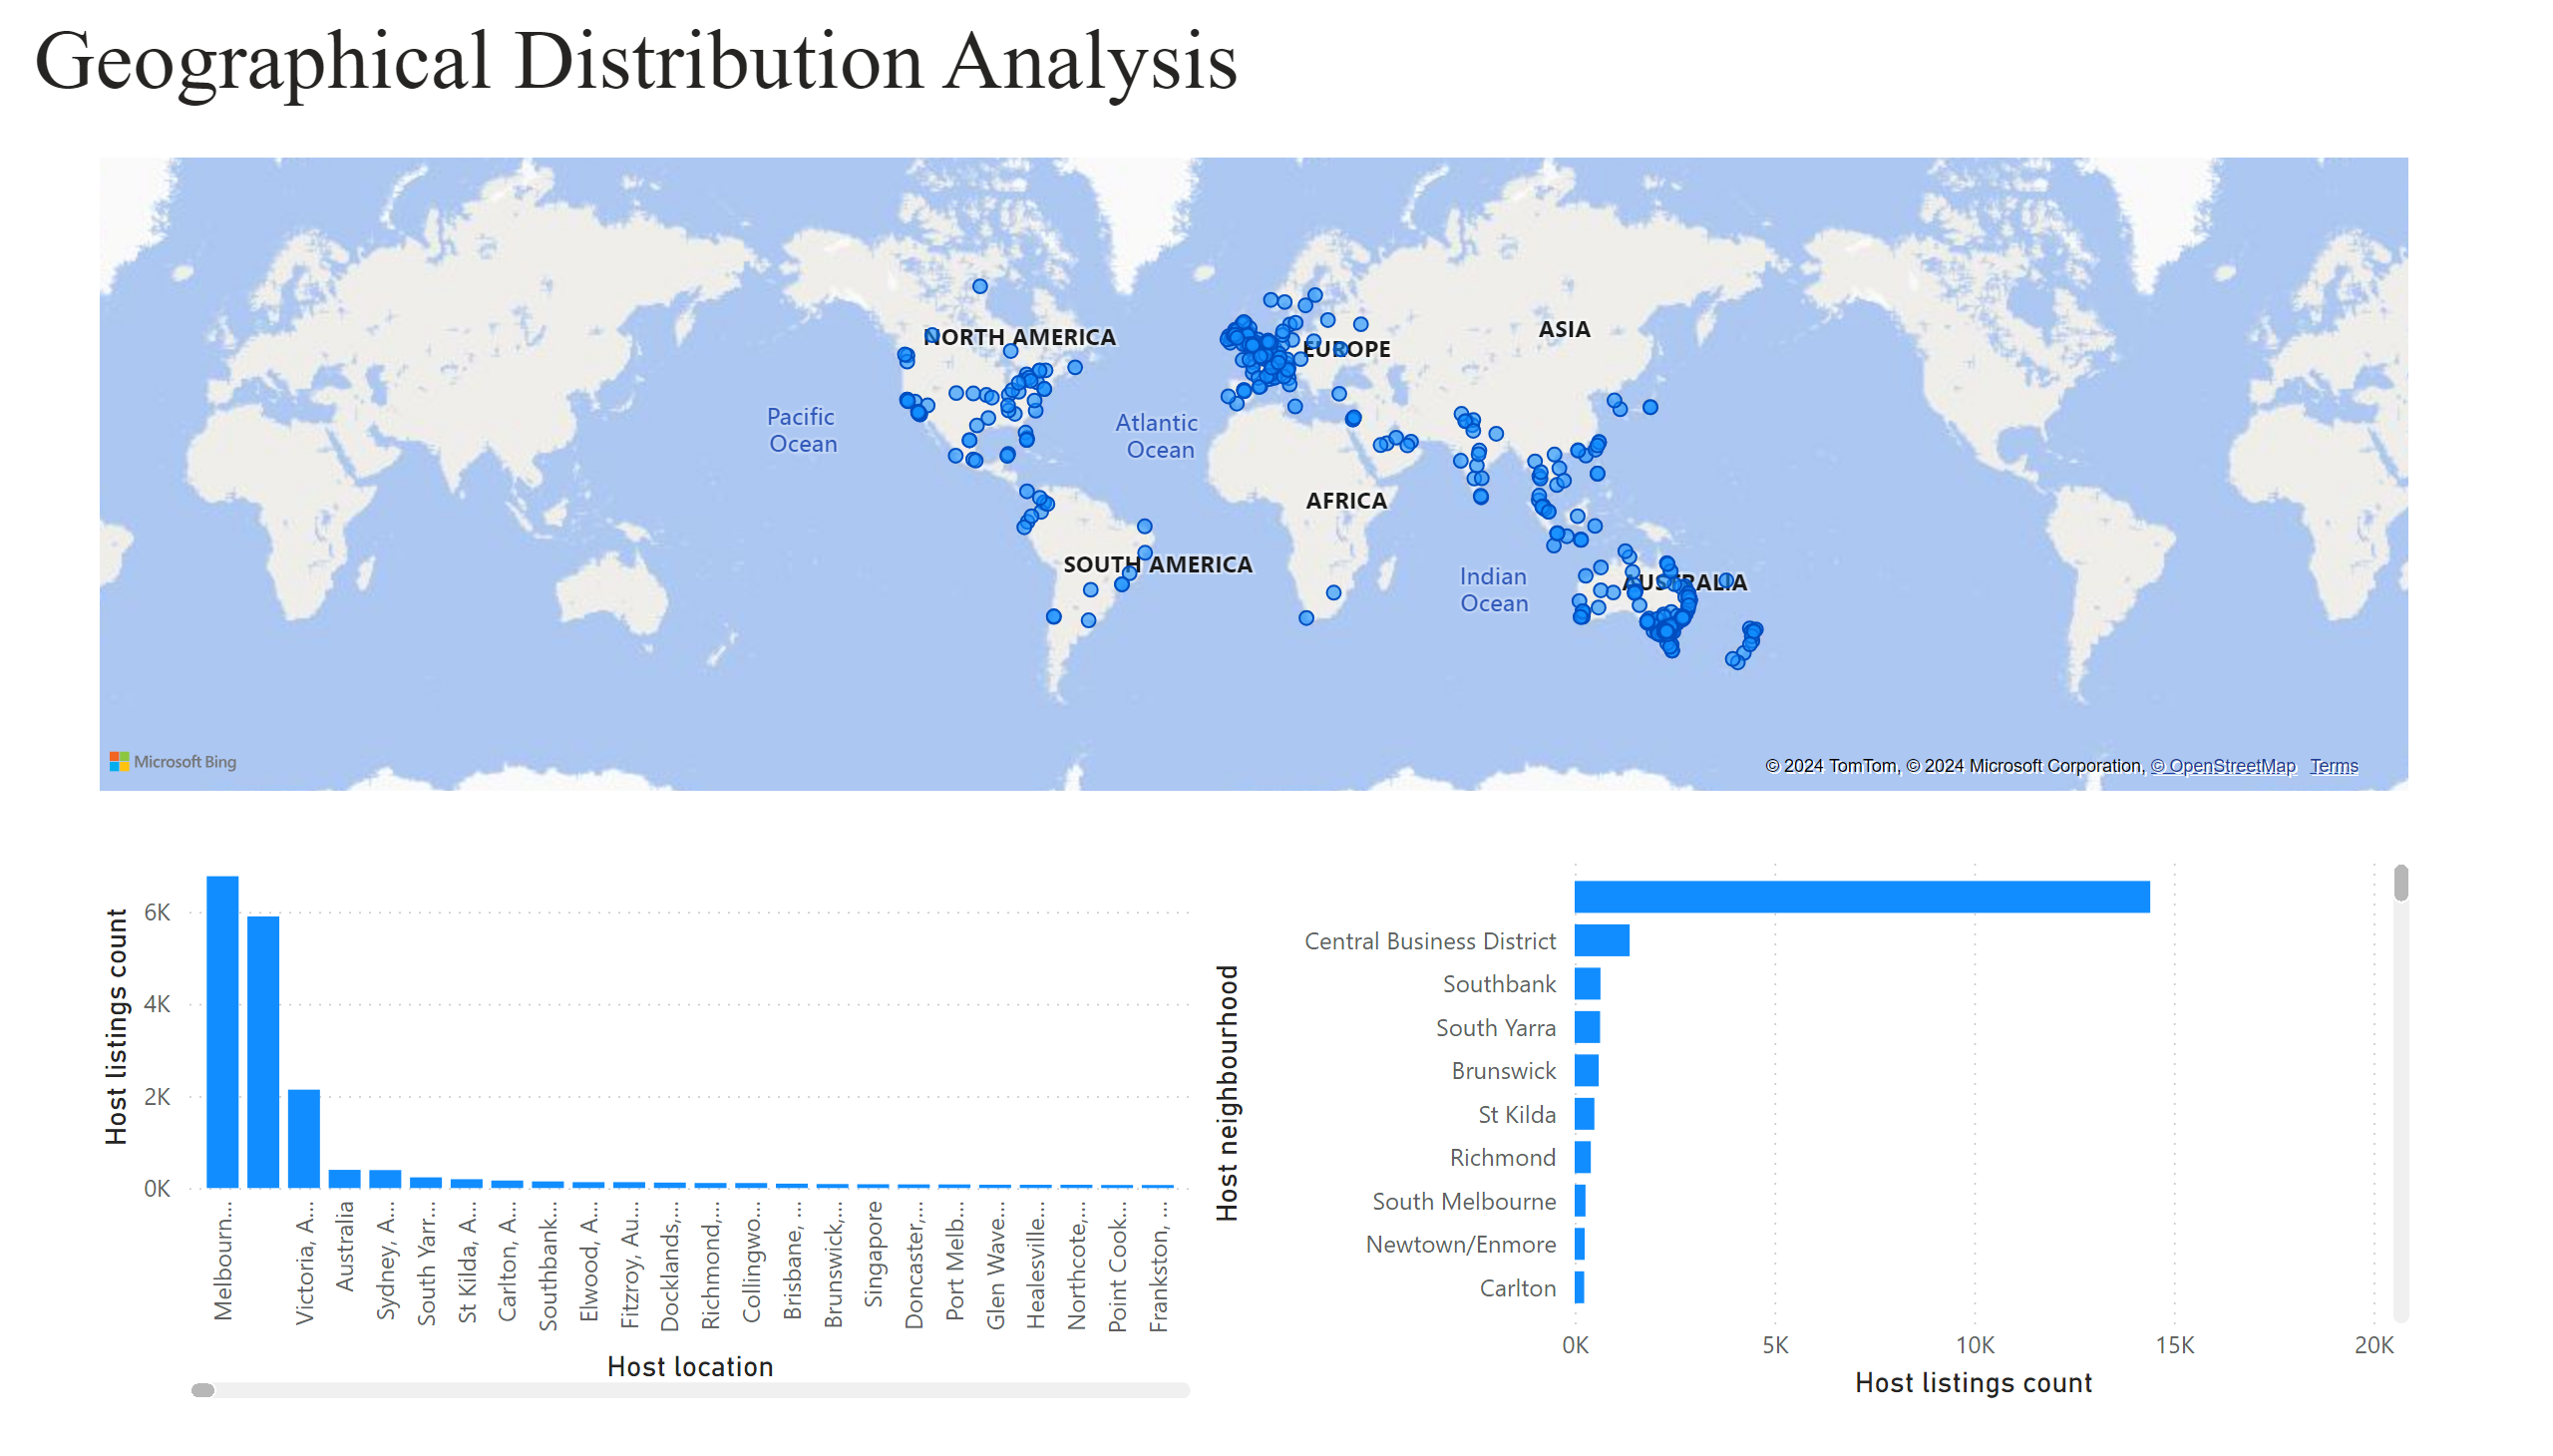 Geographical Distribution Analysis
NORTH AMERICA
EUROPE
ASIA
Pacific
Ocean
Atlantic
Ocean
AFRICA
SOUTH AMERICA
Indian
Ocean
AUSTRALIA
Microsoft Bing
© 2024 TomTom, © 2024 Microsoft Corporation, © OpenStreetMap Terms
Host listings count
6K
4K
2K
0K
Melbourn...
Victoria, A...
Australia
Sydney, A...
South Yarr...
St Kilda, A...
Carlton, A...
Southbank...
Elwood, A...
Fitzroy, Au...
Docklands,...
Richmond,...
Collingwo...
Brisbane, ...
Brunswick,...
Singapore
Doncaster,...
Port Melb...
Glen Wave...
Healesville...
Northcote,...
Point Cook...
Frankston, ...
Host location
Host neighbourhood
Central Business District
Southbank
South Yarra
Brunswick
St Kilda
Richmond
South Melbourne
Newtown/Enmore
Carlton
0K 5K 10K 15K 20K
Host listings count